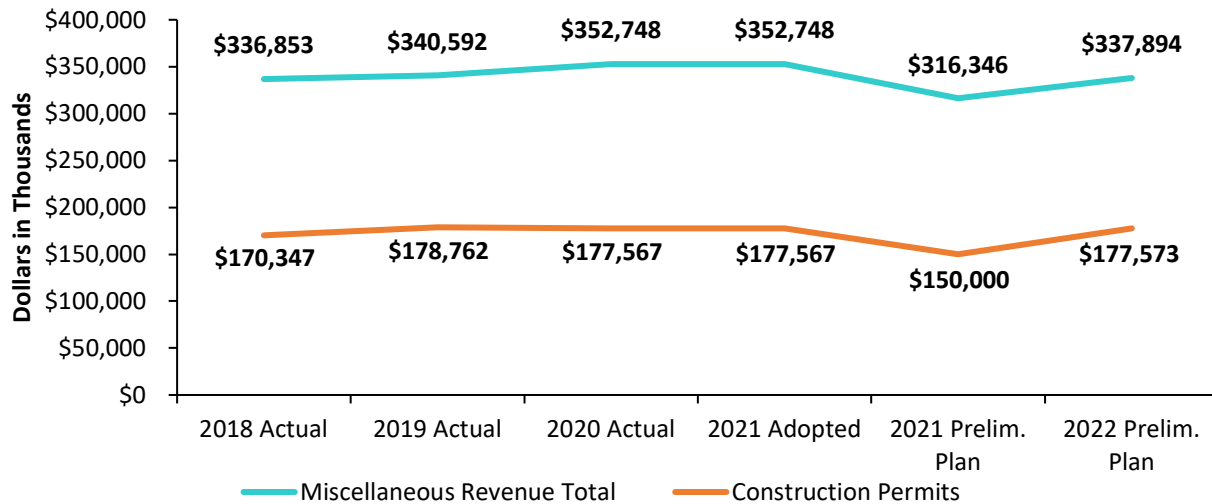 Dollars in Thousands
$400,000
$350,000
$300,000
$250,000
$200,000
$150,000
$100,000
$50,000
$0
$336,853 $340,592 $352,748 $352,748 $316,346 $337,894
$170,347 $178,762 $177,567 $177,567 $150,000 $177,573
2018 Actual 2019 Actual 2020 Actual 2021 Adopted 2021 Prelim. 2022 Prelim.
Plan Plan
Miscellaneous Revenue Total Construction Permits